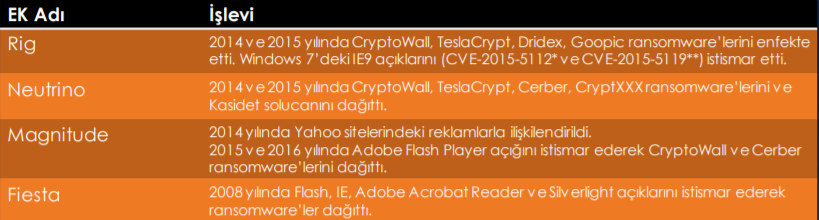 EK Adı İşlevi
Rig 2014 ve 2015 yılında CryptoWall, TeslaCrypt, Dridex, Goopic ransomware'lerini enfekte
etti. Windows 7'deki IE9 açıklarını (CVE-2015-5112* ve CVE-2015-5119**) istismar etti.
Neutrino 2014 ve 2015 yılında CryptoWall, TeslaCrypt, Cerber, CryptXXX ransomware'lerini ve
Kasidet solucanını dağıttı.
Magnitude 2014 yılında Yahoo sitelerindeki reklamlarla ilişkilendirildi.
2015 ve 2016 yılında Adobe Flash Player açığını istismar ederek CryptoWall ve Cerber
ransomware'lerini dağıttı.
Fiesta 2008 yılında Flash, IE, Adobe Acrobat Reader ve Silverlight açıklarını istismar ederek
ransomware'ler dağıttı.